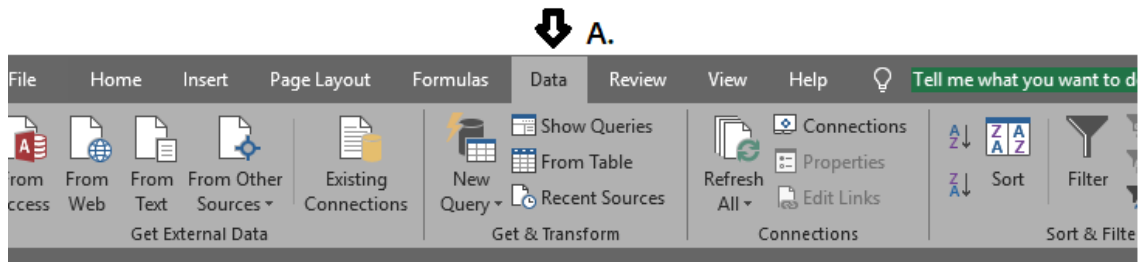 A.
File Home Insert Page Layout Formulas Data Review View Help Tell me what you want to d
From Access From Web From Text From Other Sources Existing Connections New Query Show Queries From Table Recent Sources Refresh All Connections Properties Edit Links A Z Z A Z A A Z Sort Filter
Get External Data Get & Transform Connections Sort & Filte